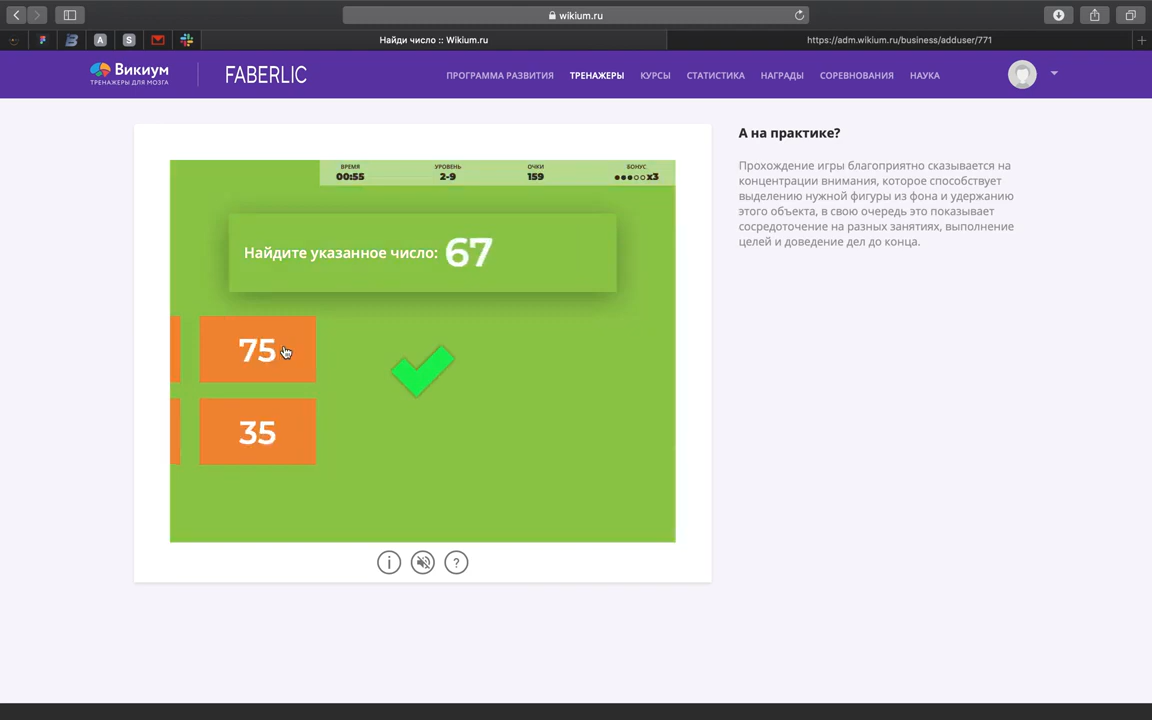 wikium.ru
A
S
Найди число :: Wikium.ru
https://adm.wikium.ru/business/adduser/771
Викиум
ТРЕНАЖЕРЫ ДЛЯ МОЗГА
FABERLIC
ПРОГРАММА РАЗВИТИЯ
ТРЕНАЖЕРЫ
КУРСЫ
СТАТИСТИКА
НАГРАДЫ
СОРЕВНОВАНИЯ
НАУКА
ВРЕМЯ
00:55
УРОВЕНЬ
2-9
ОЧКИ
159
БОНУС
x3
Найдите указанное число: 67
75
35
А на практике?
Прохождение игры благоприятно сказывается на
концентрации внимания, которое способствует
выделению нужной фигуры из фона и удержанию
этого объекта, в свою очередь это показывает
сосредоточение на разных занятиях, выполнение
целей и доведение дел до конца.
i
?